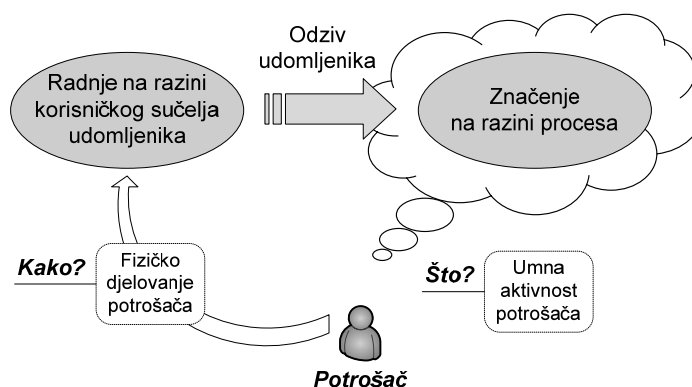 Odziv
udomljenika
Radnje na razini
korisničkog sučelja
udomljenika
Značenje
na razini procesa
Kako?
Fizičko
djelovanje
potrošača
Što?
Umna
aktivnost
potrošača
Potrošač